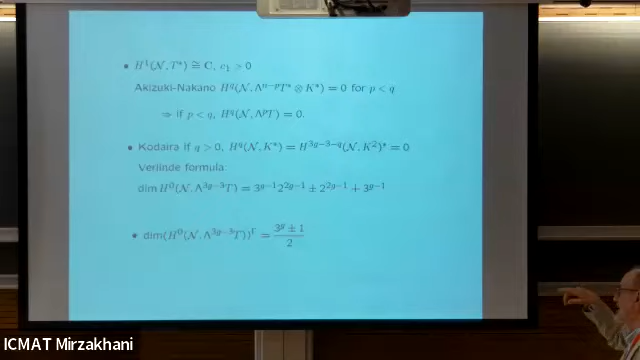 • H¹(𝒩, T*) ≅ C, c₁ > 0
Akizuki-Nakano H^q(𝒩, Λ^{n−p}T* ⊗ K*) = 0 for p < q
⇒ if p < q, H^q(𝒩, Λ^pT) = 0.
• Kodaira if q > 0, H^q(𝒩, K*) = H^{3g−3−q}(𝒩, K²)* = 0
Verlinde formula:
dim H⁰(𝒩, Λ^{3g−3}T) = 3^{g−1}2^{2g−1} ± 2^{2g−1} + 3^{g−1}
• dim(H⁰(𝒩, Λ^{3g−3}T))^Γ = (3^g ± 1)/2
ICMAT Mirzakhani